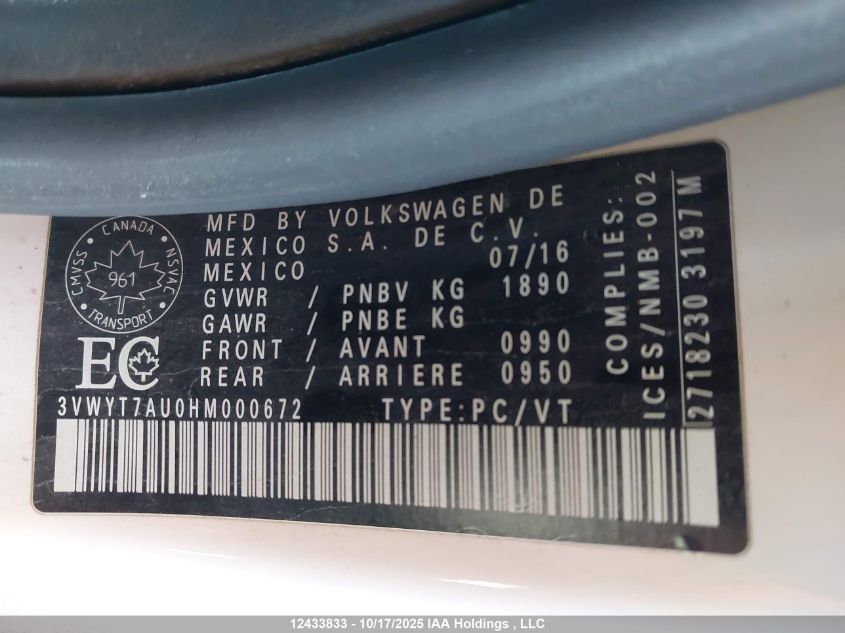 CANADA
CMVSS
NSVAC
961
TRANSPORT
EC
MFD BY VOLKSWAGEN DE
MEXICO S.A. DE C.V.
MEXICO 07/16
GVWR / PNBV KG 1890
GAWR / PNBE KG
FRONT / AVANT 0990
REAR / ARRIERE 0950
3VWYT7AU0HM000672 TYPE:PC/VT
COMPLIES:
ICES/NMB-002
2718230 3197 M
12433833 - 10/17/2025 IAA Holdings , LLC